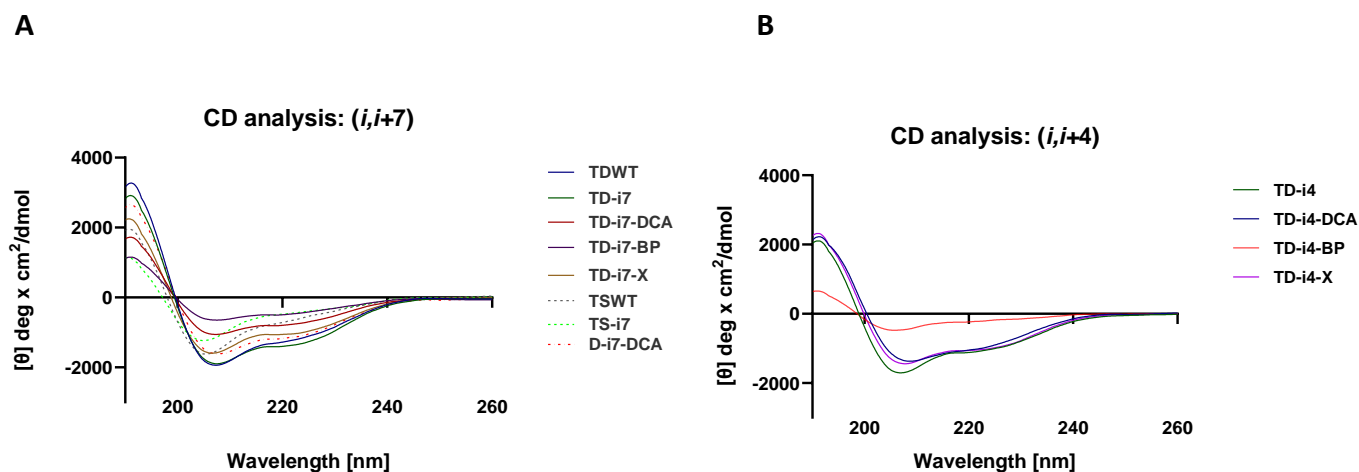 A
B
CD analysis: (i,i+7)
[θ] deg x cm²/dmol
4000
2000
0
-2000
200
220
240
260
Wavelength [nm]
TDWT
TD-i7
TD-i7-DCA
TD-i7-BP
TD-i7-X
TSWT
TS-i7
D-i7-DCA
CD analysis: (i,i+4)
[θ] deg x cm²/dmol
4000
2000
0
-2000
200
220
240
260
Wavelength [nm]
TD-i4
TD-i4-DCA
TD-i4-BP
TD-i4-X